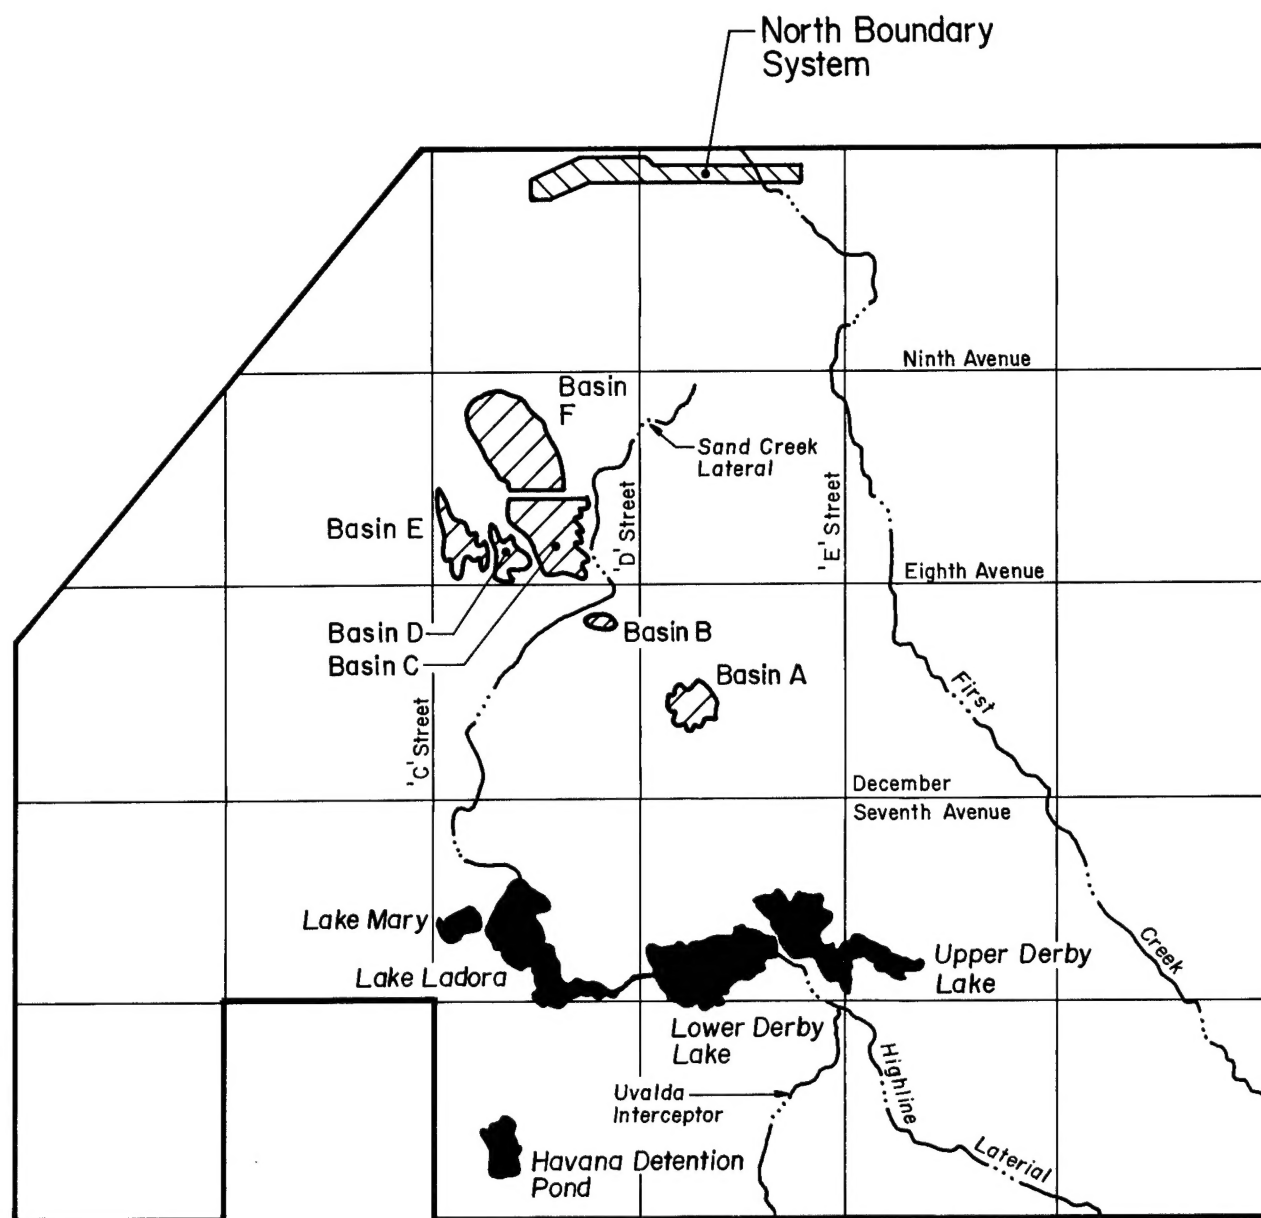 North Boundary
System
Ninth Avenue
Basin
F
Sand Creek
Lateral
'D' Street
'E' Street
Basin E
Eighth Avenue
Basin D
Basin B
Basin C
Basin A
First
'C' Street
December
Seventh Avenue
Lake Mary
Creek
Upper Derby
Lake
Lake Ladora
Lower Derby
Lake
Highline
Uvalda
Interceptor
Laterial
Havana Detention
Pond